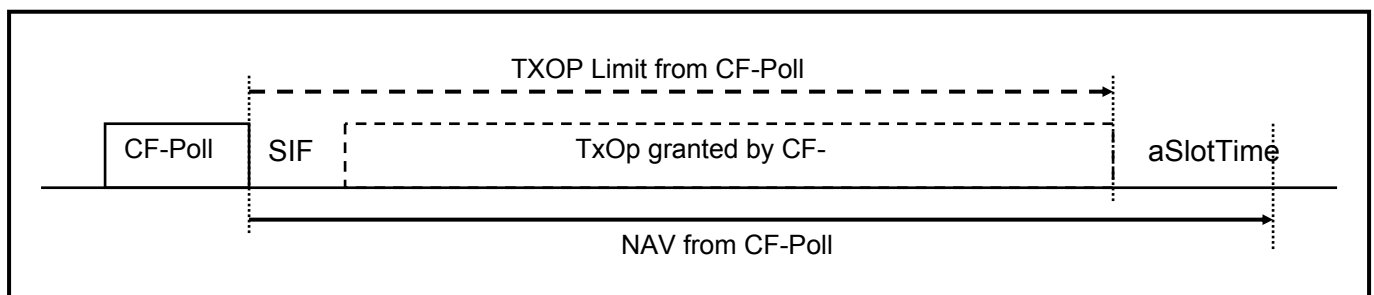 TXOP Limit from CF-Poll
CF-Poll SIF TxOp granted by CF- aSlotTime
NAV from CF-Poll